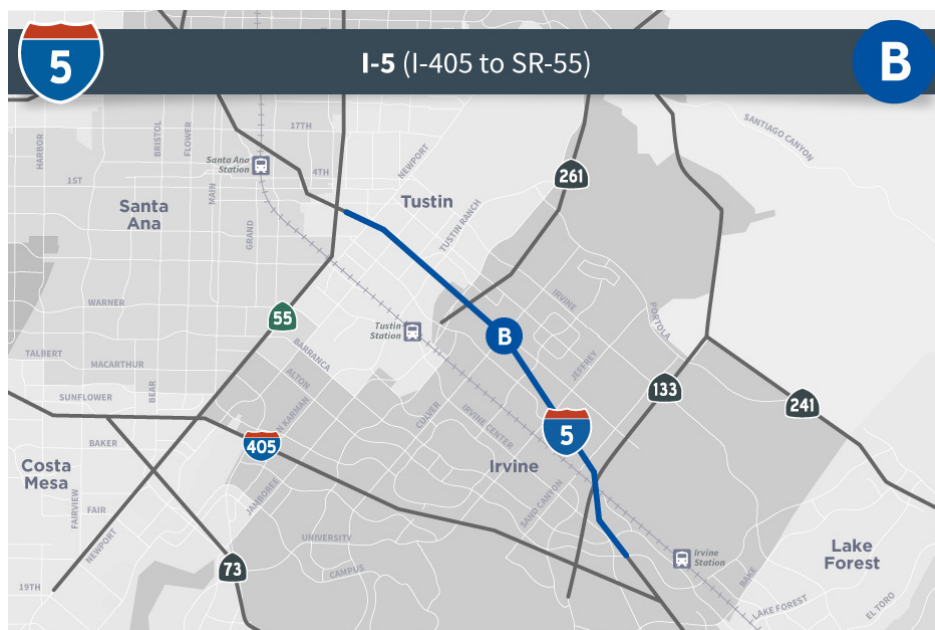 5
I-5 (I-405 to SR-55)
B
SANTIAGO CANYON
HARBOR
BRISTOL
FLOWER
17TH
Santa Ana
Station
4TH
NEWPORT
1ST
MAIN
261
Santa
Ana
Tustin
GRAND
TUSTIN RANCH
WARNER
55
IRVINE
PORTOLA
Tustin
Station
B
TALBERT
MACARTHUR
BARRANCA
JEFFREY
ALTON
SUNFLOWER
BEAR
133
241
VON KARMAN
CULVER
IRVINE CENTER
5
BAKER
405
Costa
Mesa
Irvine
FAIRVIEW
FAIR
JAMBOREE
SAND CANYON
NEWPORT
UNIVERSITY
Irvine
Station
Lake
Forest
73
CAMPUS
BAKE
19TH
LAKE FOREST
EL TORO